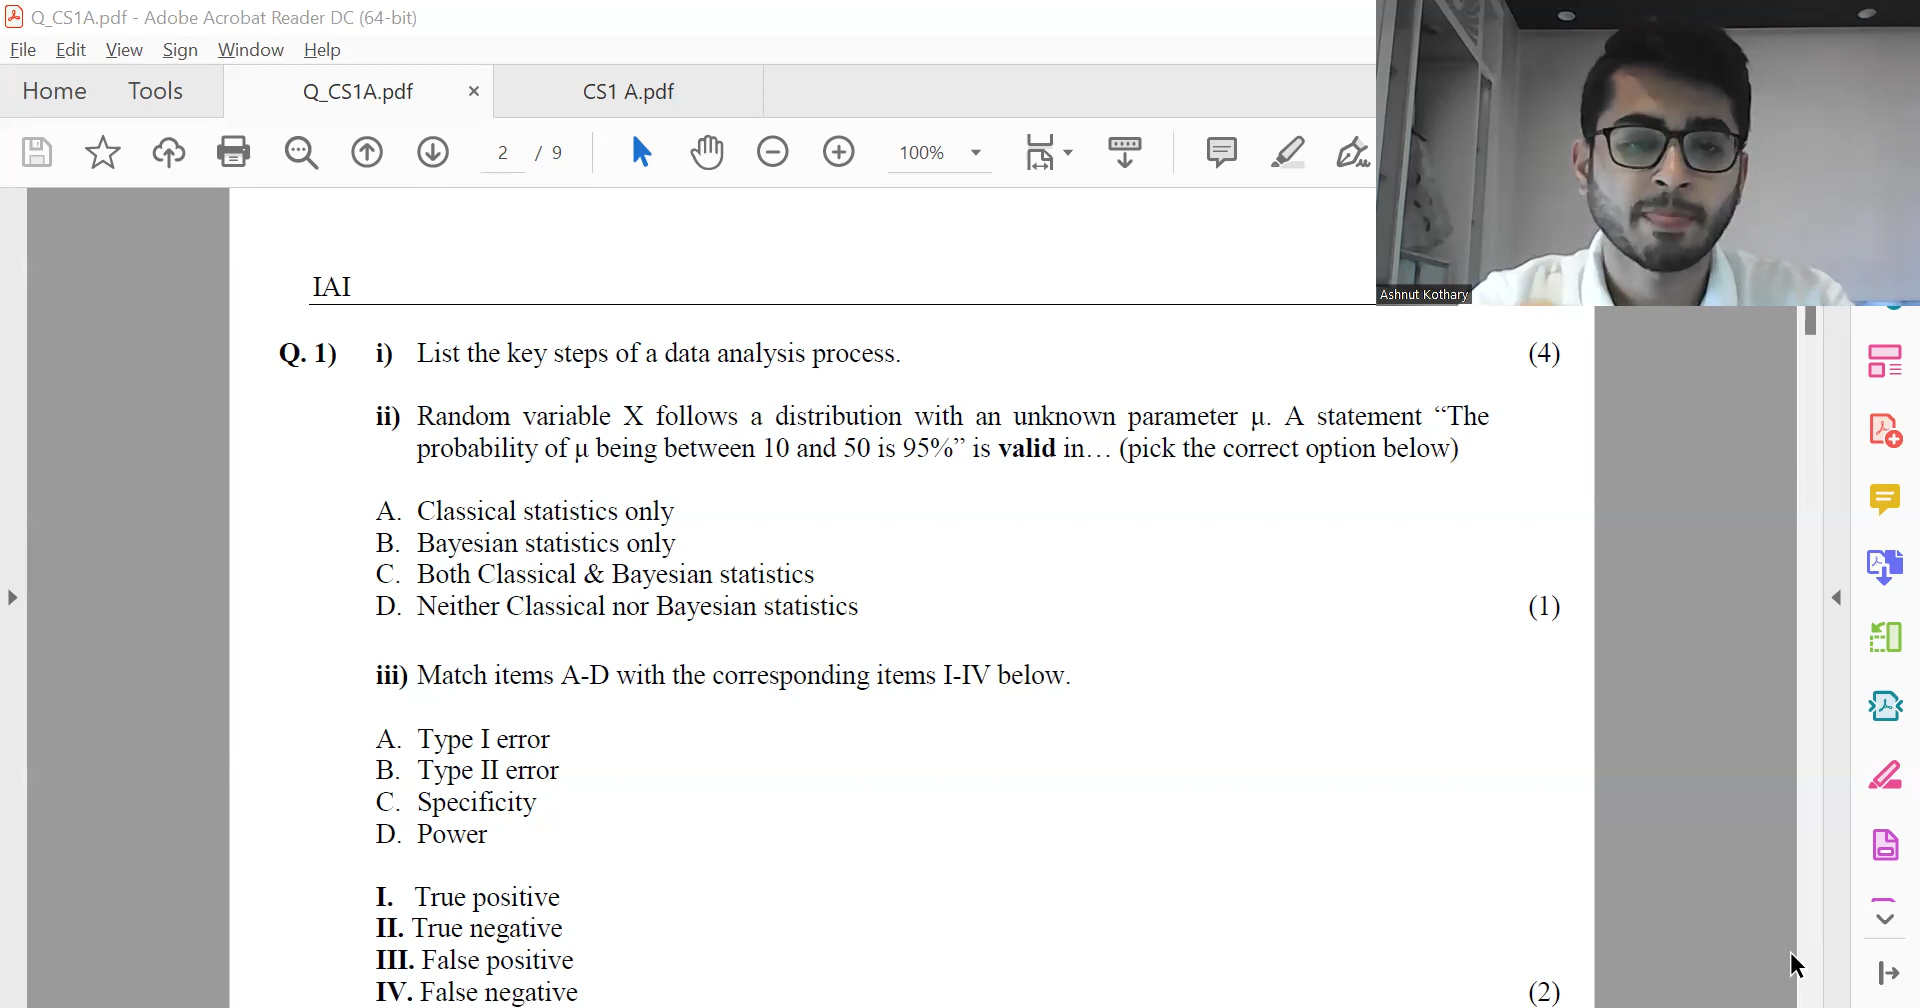 Q_CS1A.pdf - Adobe Acrobat Reader DC (64-bit)
File Edit View Sign Window Help
Home Tools Q_CS1A.pdf × CS1 A.pdf
2 / 9 100%
Ashnut Kothary
IAI
Q. 1) i) List the key steps of a data analysis process. (4)
ii) Random variable X follows a distribution with an unknown parameter μ. A statement “The
probability of μ being between 10 and 50 is 95%” is valid in… (pick the correct option below)
A. Classical statistics only
B. Bayesian statistics only
C. Both Classical & Bayesian statistics
D. Neither Classical nor Bayesian statistics (1)
iii) Match items A-D with the corresponding items I-IV below.
A. Type I error
B. Type II error
C. Specificity
D. Power
I. True positive
II. True negative
III. False positive
IV. False negative (2)